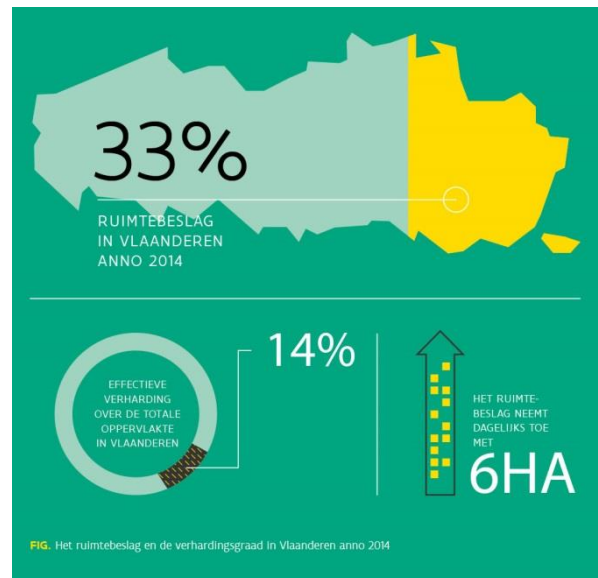 33%
RUIMTEBESLAG
IN VLAANDEREN
ANNO 2014
EFFECTIEVE
VERHARDING
OVER DE TOTALE
OPPERVLAKTE
IN VLAANDEREN
14%
HET RUIMTE-
BESLAG NEEMT
DAGELIJKS TOE
MET
6HA
FIG. Het ruimtebeslag en de verhardingsgraad in Vlaanderen anno 2014